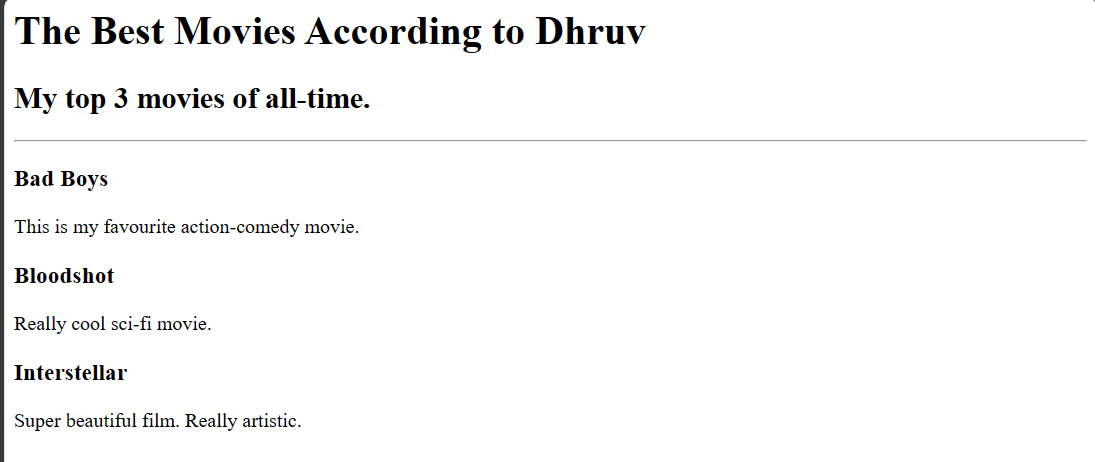 The Best Movies According to Dhruv
My top 3 movies of all-time.
Bad Boys
This is my favourite action-comedy movie.
Bloodshot
Really cool sci-fi movie.
Interstellar
Super beautiful film. Really artistic.